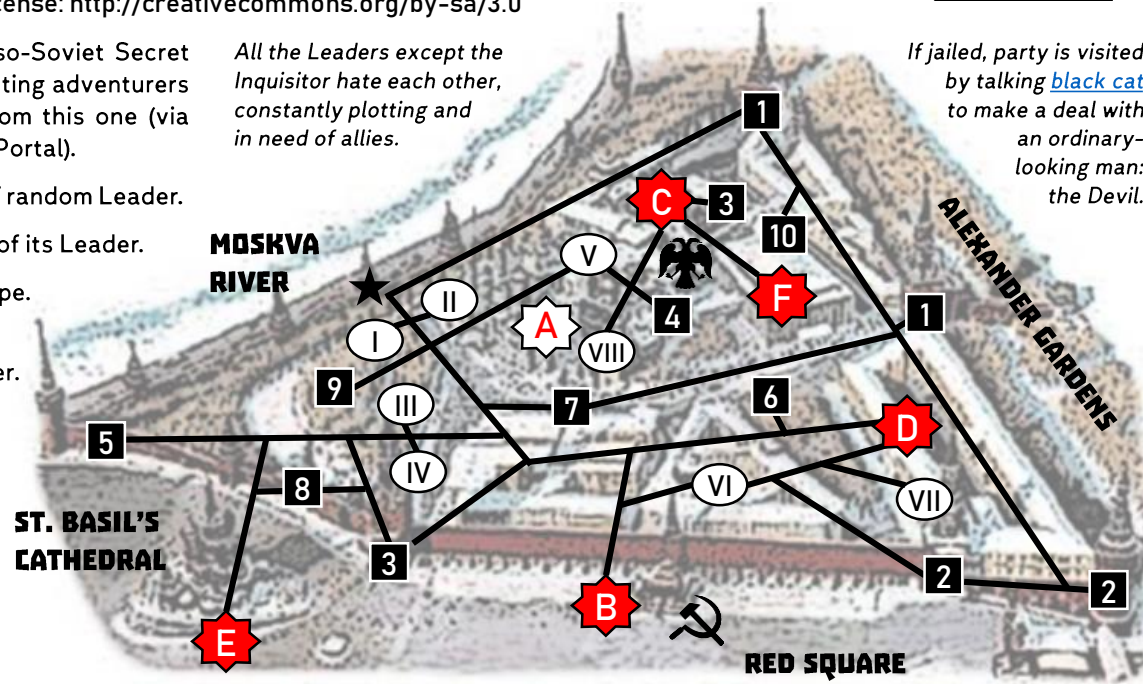 cense: http://creativecommons.org/by-sa/3.0
so-Soviet Secret
ting adventurers
om this one (via
Portal).
random Leader.
of its Leader.
pe.
er.
All the Leaders except the
Inquisitor hate each other,
constantly plotting and
in need of allies.
If jailed, party is visited
by talking black cat
to make a deal with
an ordinary–
looking man:
the Devil.
1
C
3
10
MOSKVA
RIVER
ALEXANDER GARDENS
V
II
F
A
4
1
I
VIII
9
III
7
6
5
D
IV
8
VI
VII
ST. BASIL'S
CATHEDRAL
3
2
2
B
E
RED SQUARE